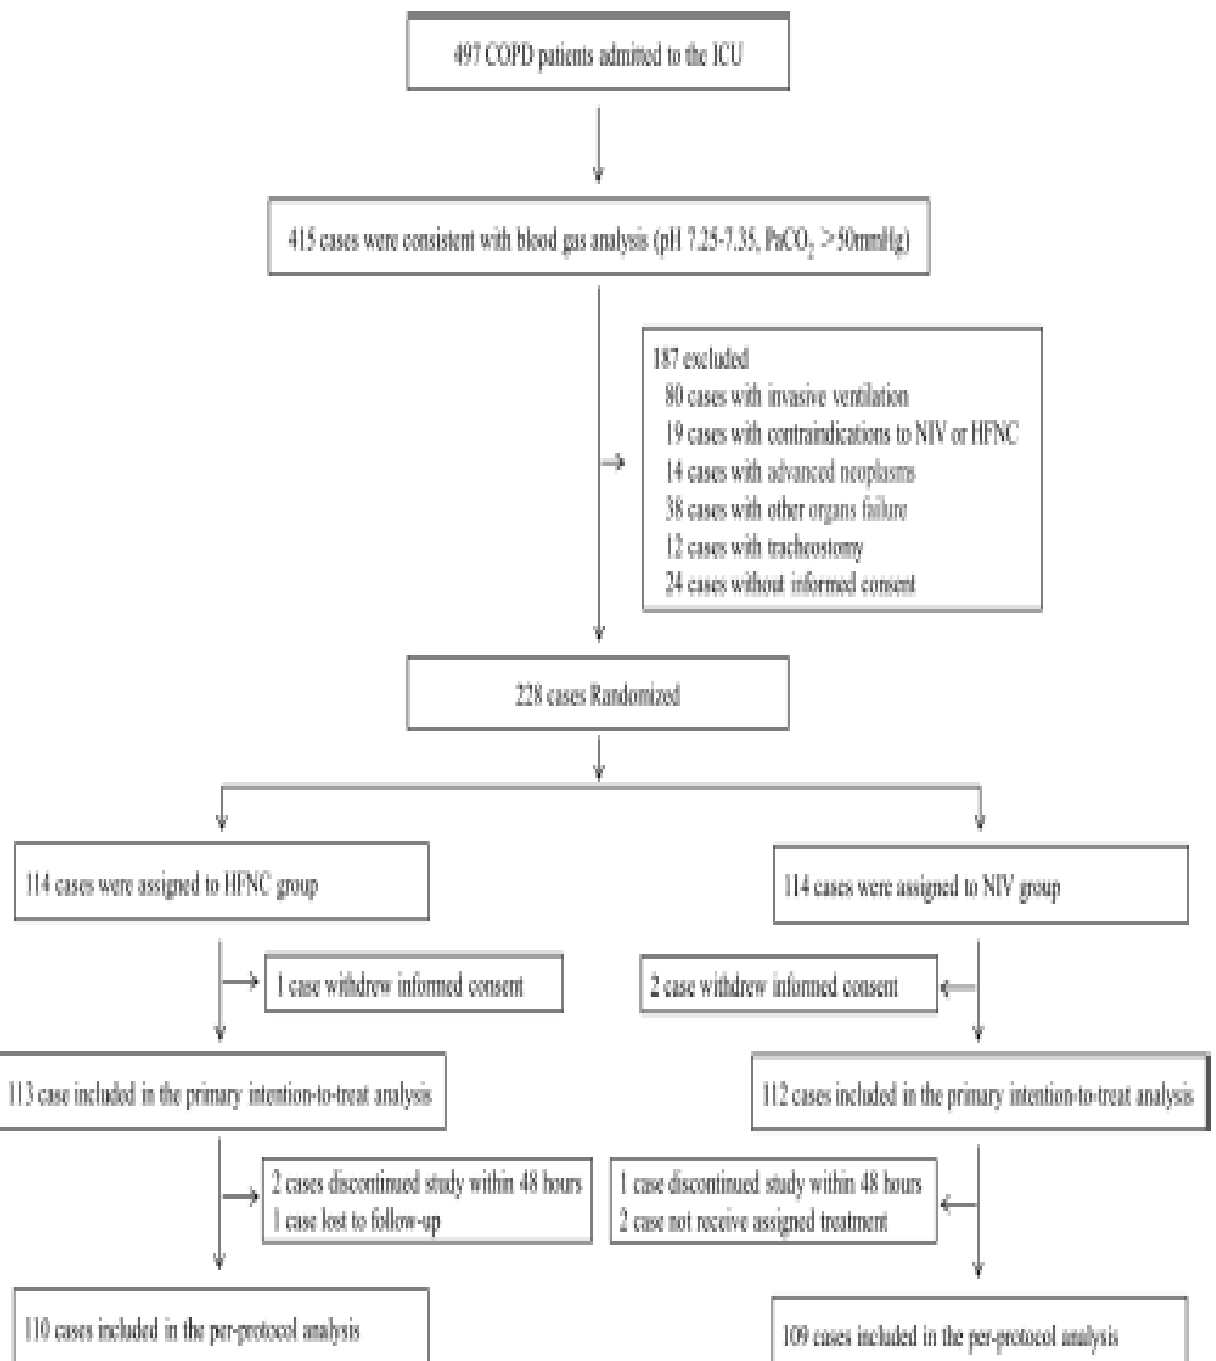 497 COPD patients admitted to the ICU
415 cases were consistent with blood gas analysis (pH 7.25-7.35, PaCO₂ >50mmHg)
187 excluded
80 cases with invasive ventilation
19 cases with contraindications to NIV or HFNC
14 cases with advanced neoplasms
38 cases with other organs failure
12 cases with tracheostomy
24 cases without informed consent
228 cases Randomized
114 cases were assigned to HFNC group
114 cases were assigned to NIV group
1 case withdrew informed consent
2 case withdrew informed consent
113 case included in the primary intention-to-treat analysis
112 cases included in the primary intention-to-treat analysis
2 cases discontinued study within 48 hours
1 case lost to follow-up
1 case discontinued study within 48 hours
2 case not receive assigned treatment
110 cases included in the per-protocol analysis
109 cases included in the per-protocol analysis